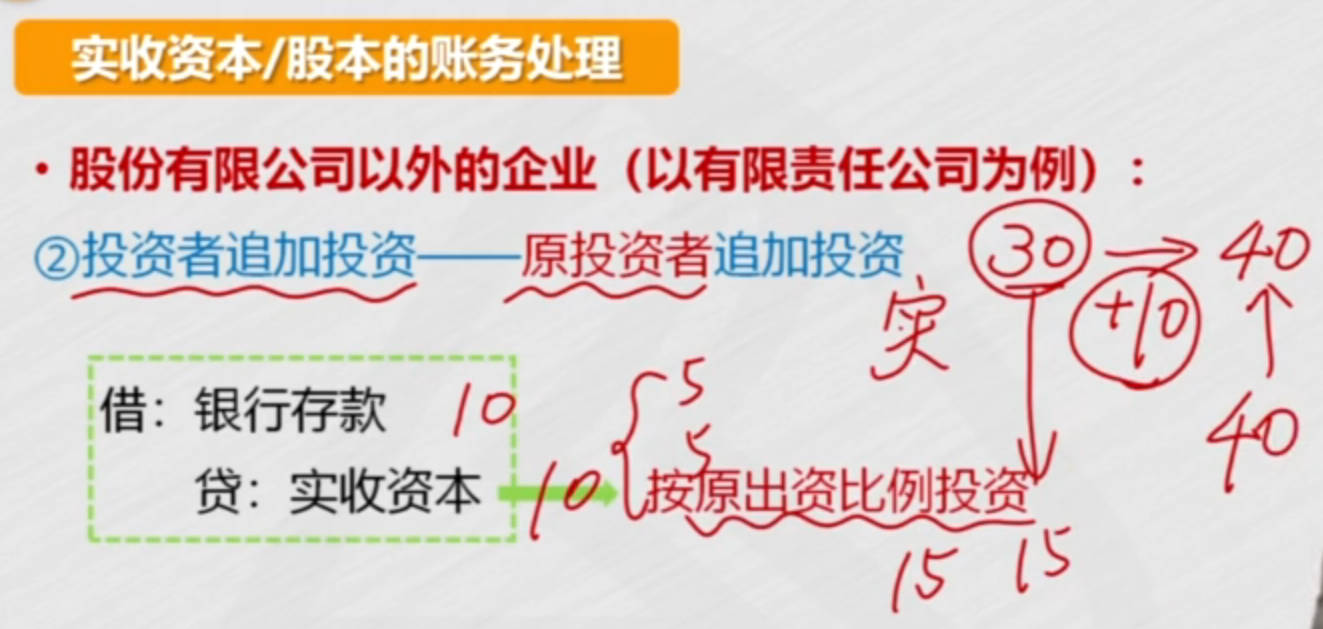 实收资本/股本的账务处理
• 股份有限公司以外的企业（以有限责任公司为例）：
②投资者追加投资——原投资者追加投资
30 → 40
+10
实
↑
40
借：银行存款 10
贷：实收资本 10
5
5
按原出资比例投资
15 15